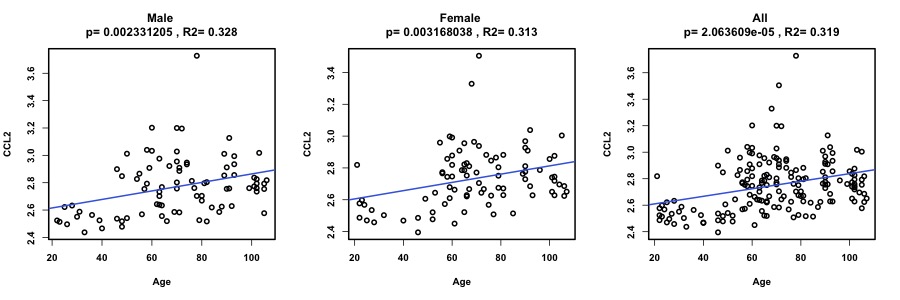 Male
p= 0.002331205 , R2= 0.328
CCL2
3.6
3.4
3.2
3.0
2.8
2.6
2.4
20 40 60 80 100
Age
Female
p= 0.003168038 , R2= 0.313
CCL2
3.4
3.2
3.0
2.8
2.6
2.4
20 40 60 80 100
Age
All
p= 2.063609e-05 , R2= 0.319
CCL2
3.6
3.4
3.2
3.0
2.8
2.6
2.4
20 40 60 80 100
Age